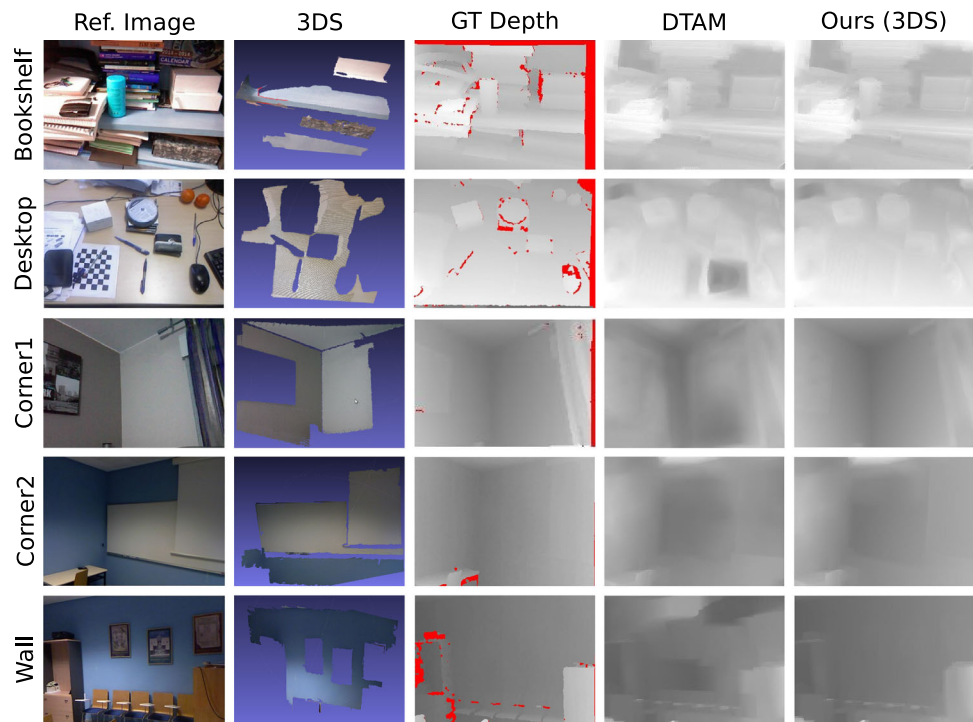 Ref. Image
3DS
GT Depth
DTAM
Ours (3DS)
Bookshelf
CALENDAR
Desktop
Corner1
Corner2
Wall